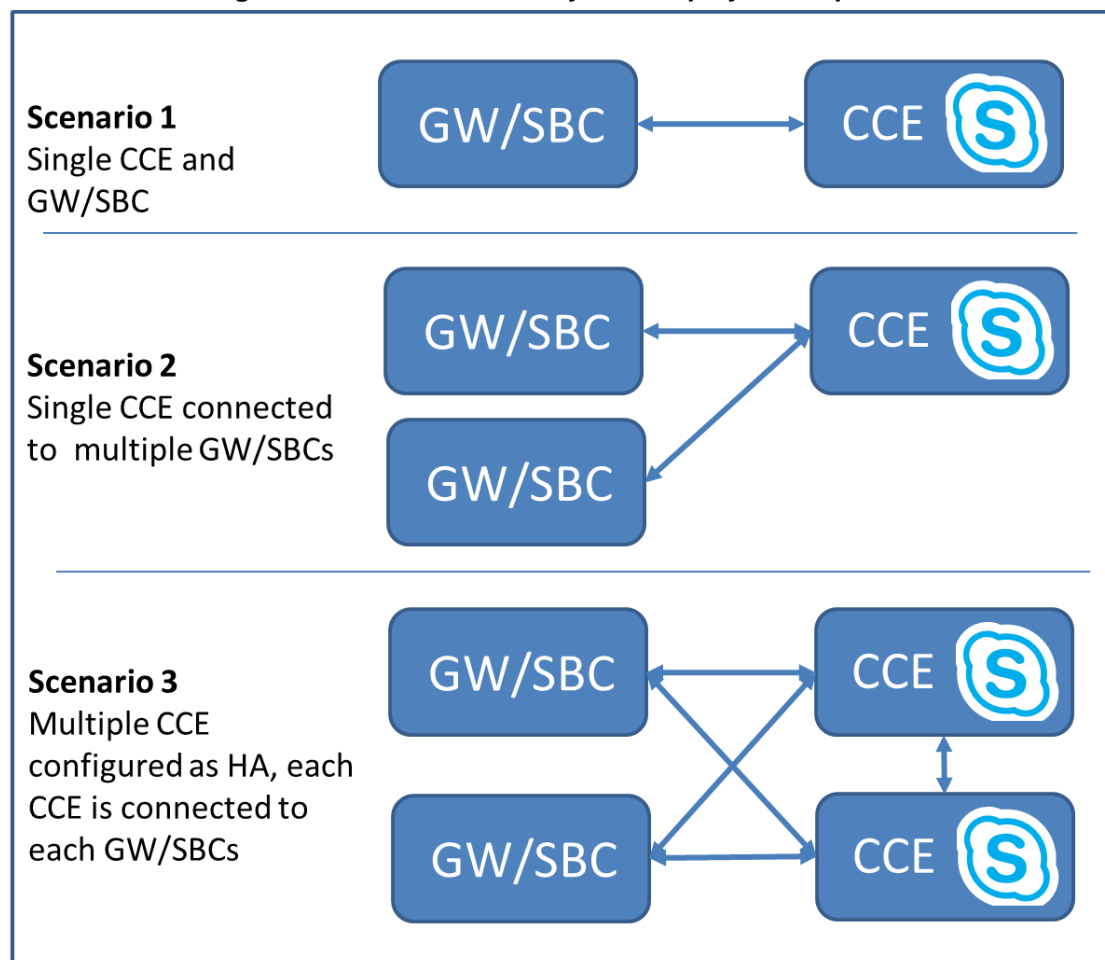 Scenario 1
Single CCE and
GW/SBC
GW/SBC
CCE
S
Scenario 2
Single CCE connected
to multiple GW/SBCs
GW/SBC
CCE
S
GW/SBC
Scenario 3
Multiple CCE
configured as HA, each
CCE is connected to
each GW/SBCs
GW/SBC
CCE
S
GW/SBC
CCE
S